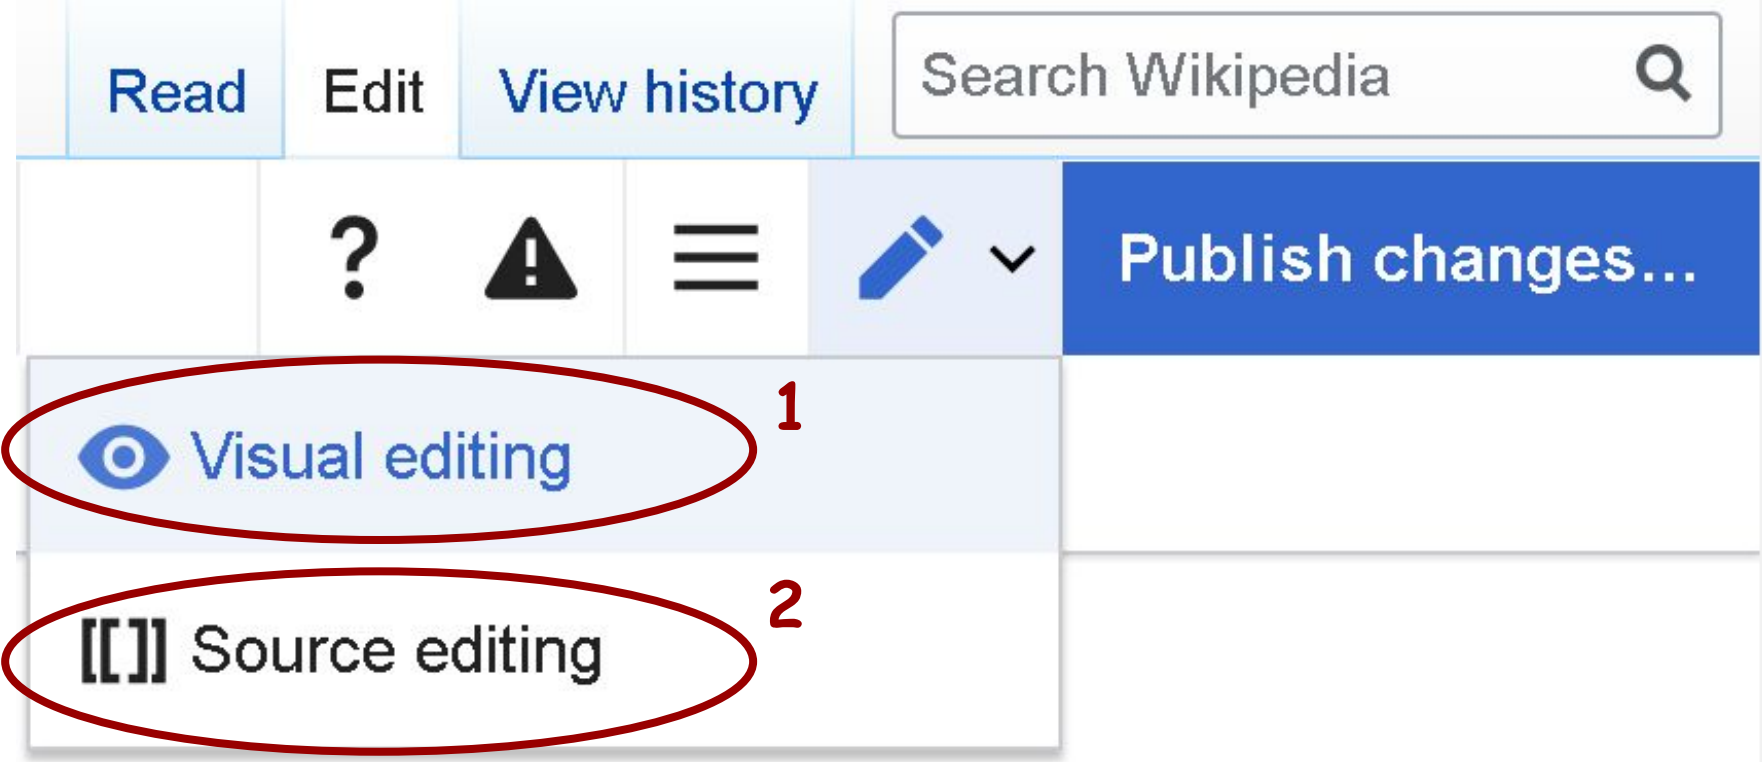 Read Edit View history Search Wikipedia
? Publish changes...
Visual editing 1
[[]] Source editing 2